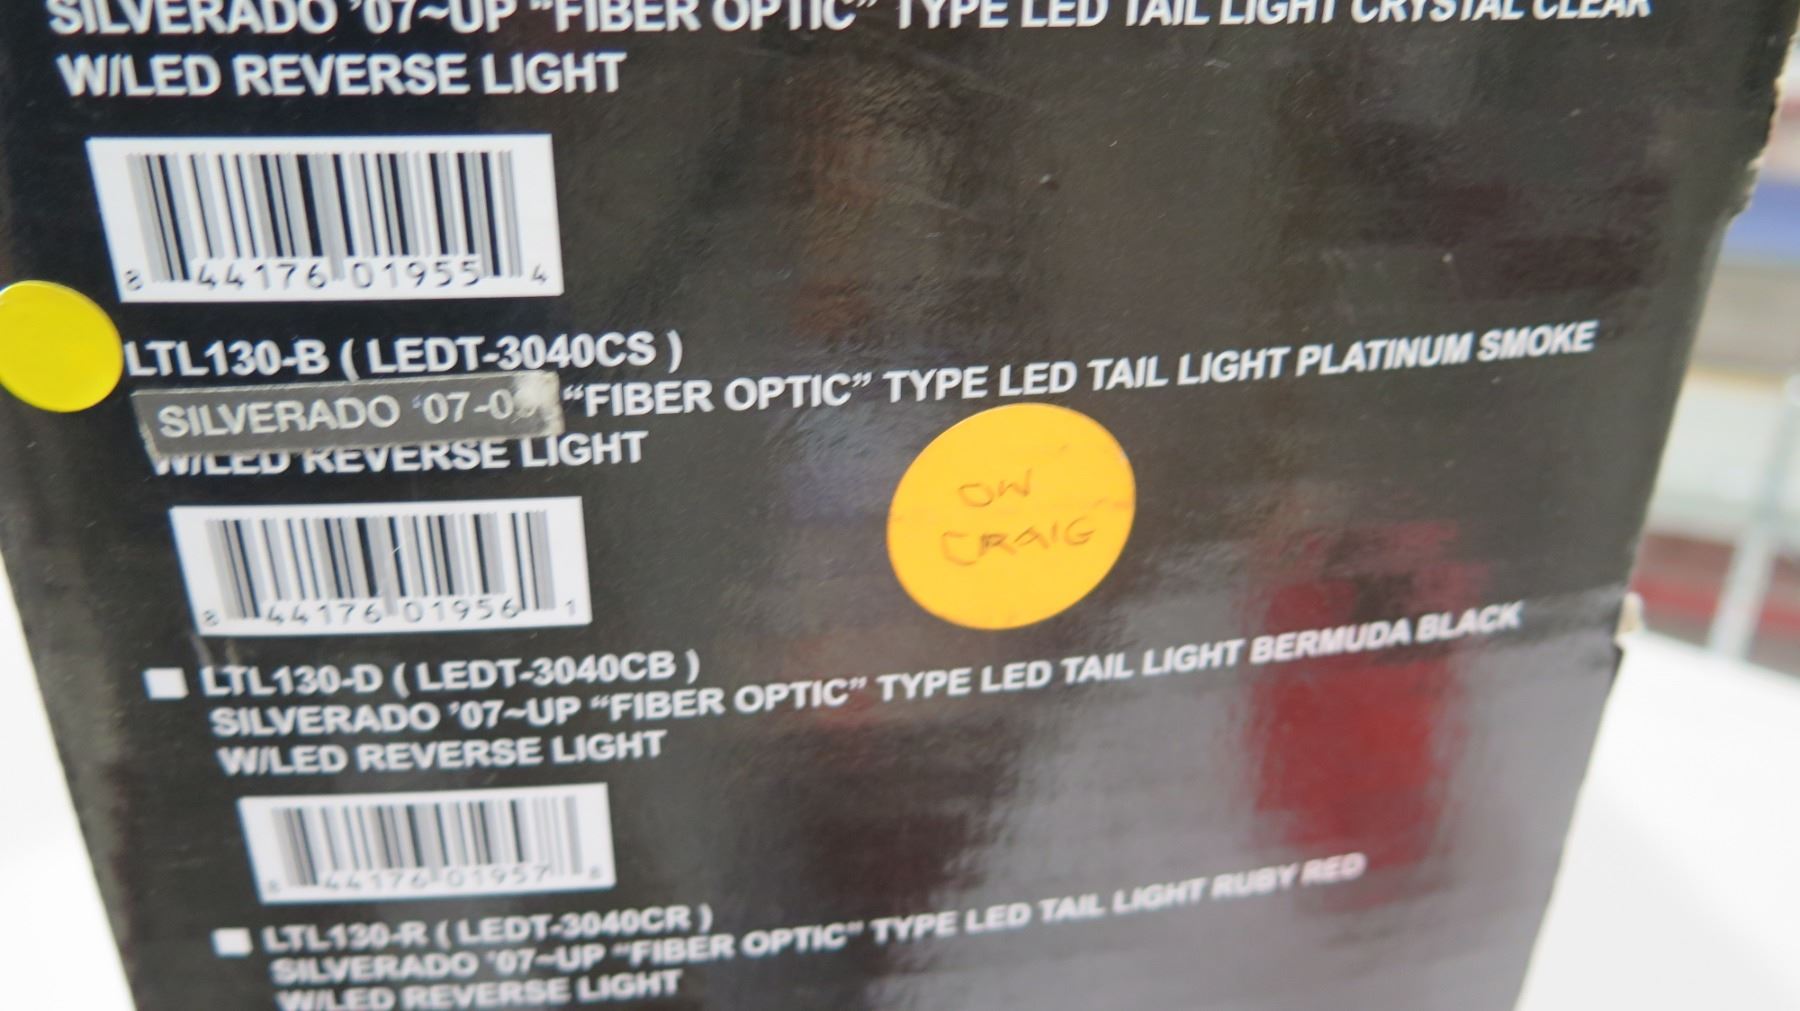 SILVERADO '07~UP "FIBER OPTIC" TYPE LED TAIL LIGHT CRYSTAL CLEAR
W/LED REVERSE LIGHT
8 44176 01955 4
LTL130-B ( LEDT-3040CS )
SILVERADO '07-0 "FIBER OPTIC" TYPE LED TAIL LIGHT PLATINUM SMOKE
W/LED REVERSE LIGHT
OW
CRAIG
8 44176 01956 1
LTL130-D ( LEDT-3040CB )
SILVERADO '07~UP "FIBER OPTIC" TYPE LED TAIL LIGHT BERMUDA BLACK
W/LED REVERSE LIGHT
8 44176 01957 8
LTL130-R ( LEDT-3040CR )
SILVERADO '07~UP "FIBER OPTIC" TYPE LED TAIL LIGHT RUBY RED
W/LED REVERSE LIGHT